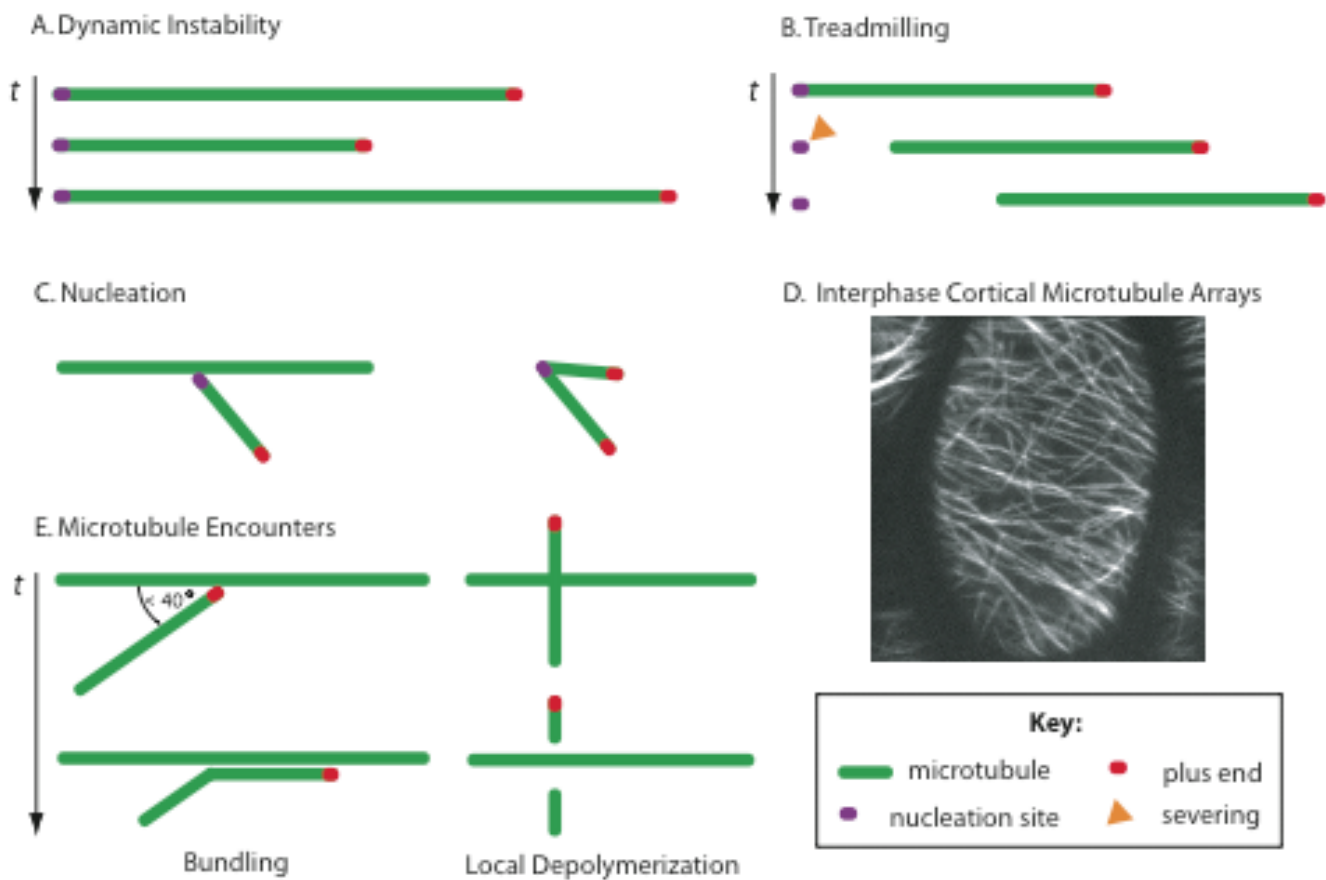 A. Dynamic Instability
B. Treadmilling
t
t
C. Nucleation
D. Interphase Cortical Microtubule Arrays
E. Microtubule Encounters
t
< 40°
Key:
microtubule
plus end
nucleation site
severing
Bundling
Local Depolymerization